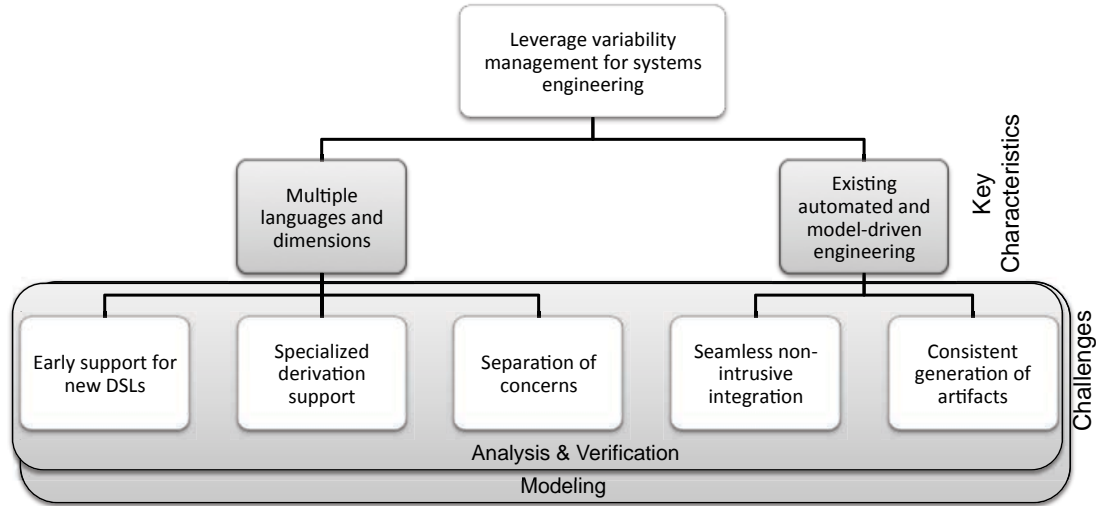 Leverage variability
management for systems
engineering
Multiple
languages and
dimensions
Existing
automated and
model-driven
engineering
Key
Characteristics
Early support for
new DSLs
Specialized
derivation
support
Separation of
concerns
Seamless non-
intrusive
integration
Consistent
generation of
artifacts
Challenges
Analysis & Verification
Modeling